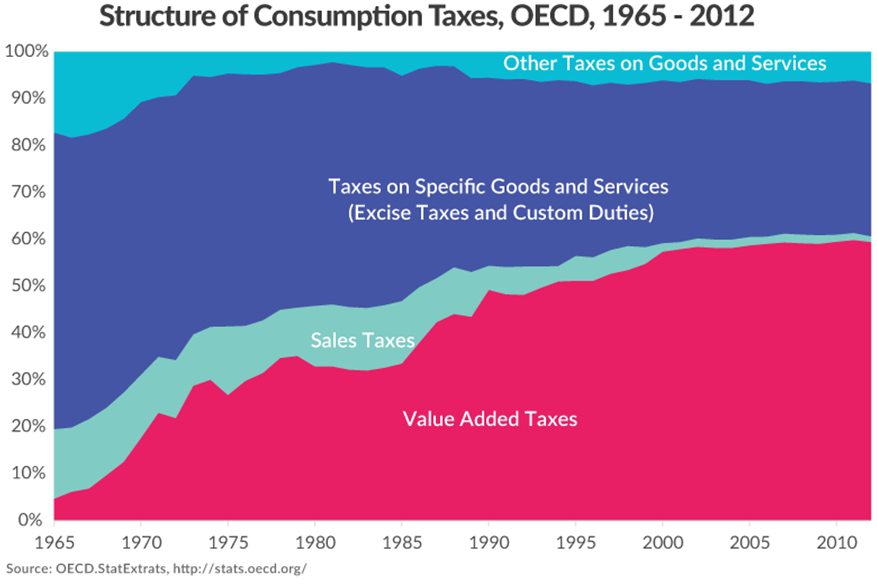 Structure of Consumption Taxes, OECD, 1965 - 2012
100%
90%
80%
70%
60%
50%
40%
30%
20%
10%
0%
Other Taxes on Goods and Services
Taxes on Specific Goods and Services
(Excise Taxes and Custom Duties)
Sales Taxes
Value Added Taxes
1965 1970 1975 1980 1985 1990 1995 2000 2005 2010
Source: OECD.StatExtrats, http://stats.oecd.org/